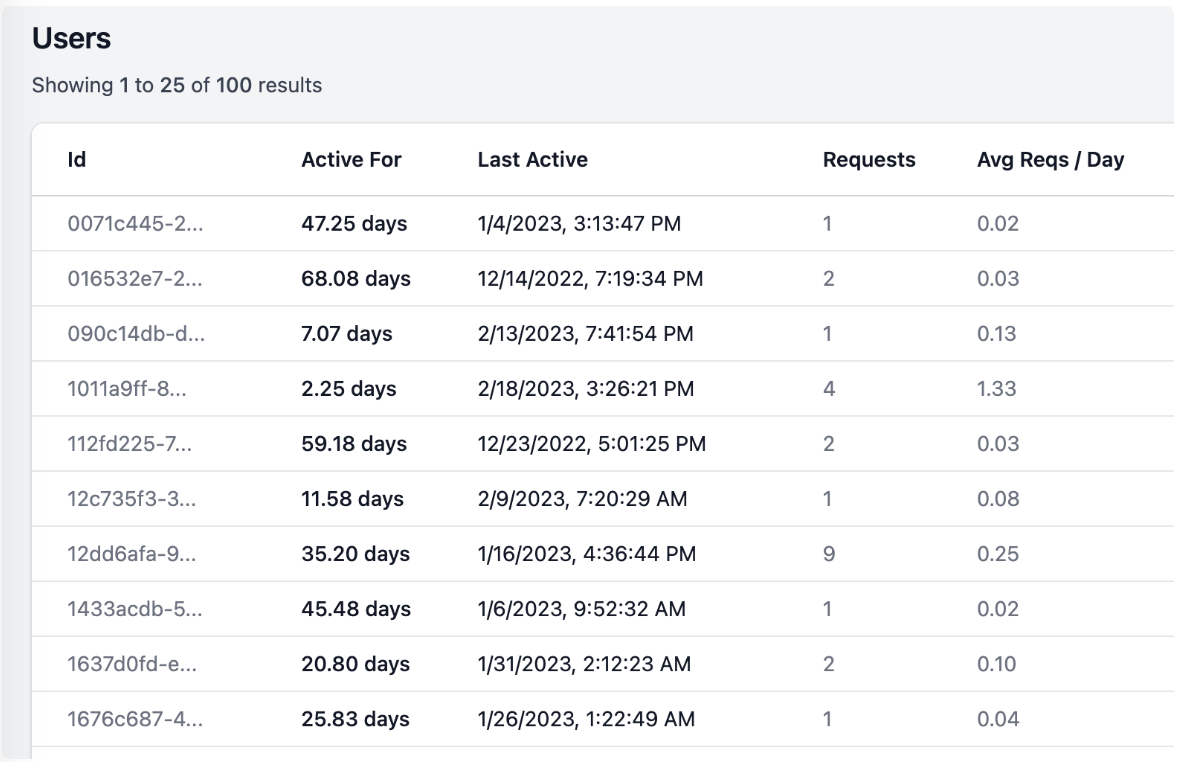 Users
Showing 1 to 25 of 100 results
Id Active For Last Active Requests Avg Reqs / Day
0071c445-2... 47.25 days 1/4/2023, 3:13:47 PM 1 0.02
016532e7-2... 68.08 days 12/14/2022, 7:19:34 PM 2 0.03
090c14db-d... 7.07 days 2/13/2023, 7:41:54 PM 1 0.13
1011a9ff-8... 2.25 days 2/18/2023, 3:26:21 PM 4 1.33
112fd225-7... 59.18 days 12/23/2022, 5:01:25 PM 2 0.03
12c735f3-3... 11.58 days 2/9/2023, 7:20:29 AM 1 0.08
12dd6afa-9... 35.20 days 1/16/2023, 4:36:44 PM 9 0.25
1433acdb-5... 45.48 days 1/6/2023, 9:52:32 AM 1 0.02
1637d0fd-e... 20.80 days 1/31/2023, 2:12:23 AM 2 0.10
1676c687-4... 25.83 days 1/26/2023, 1:22:49 AM 1 0.04